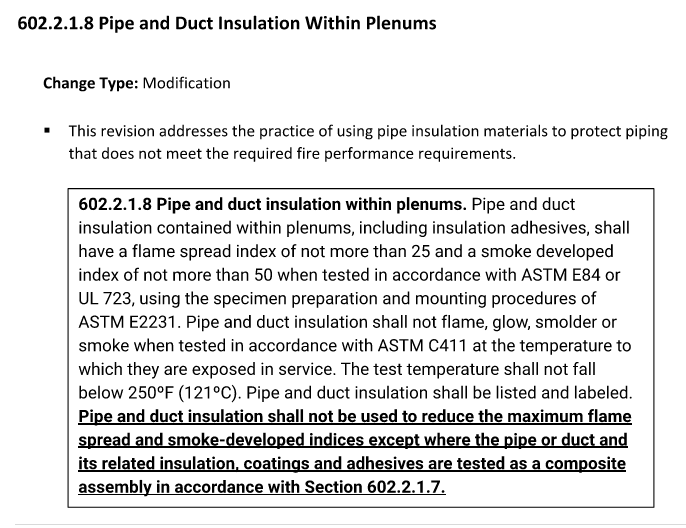 602.2.1.8 Pipe and Duct Insulation Within Plenums
Change Type: Modification
▪ This revision addresses the practice of using pipe insulation materials to protect piping
that does not meet the required fire performance requirements.
602.2.1.8 Pipe and duct insulation within plenums. Pipe and duct
insulation contained within plenums, including insulation adhesives, shall
have a flame spread index of not more than 25 and a smoke developed
index of not more than 50 when tested in accordance with ASTM E84 or
UL 723, using the specimen preparation and mounting procedures of
ASTM E2231. Pipe and duct insulation shall not flame, glow, smolder or
smoke when tested in accordance with ASTM C411 at the temperature to
which they are exposed in service. The test temperature shall not fall
below 250ºF (121ºC). Pipe and duct insulation shall be listed and labeled.
Pipe and duct insulation shall not be used to reduce the maximum flame
spread and smoke-developed indices except where the pipe or duct and
its related insulation, coatings and adhesives are tested as a composite
assembly in accordance with Section 602.2.1.7.